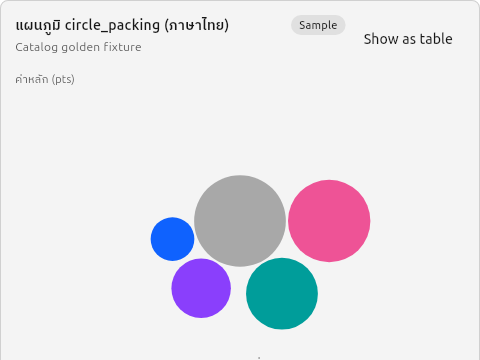 แผนภูมิ circle_packing (ภาษาไทย)
Sample
Show as table
Catalog golden fixture
ค่าหลัก (pts)